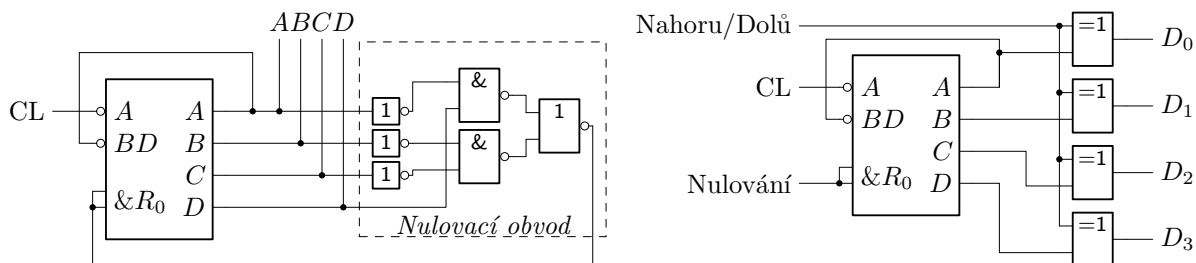 ABCD
CL
A
BD
&R0
A
B
C
D
1
1
1
&
&
1
Nulovací obvod
Nahoru/Dolů
CL
Nulování
A
BD
&R0
A
B
C
D
=1
D0
=1
D1
=1
D2
=1
D3